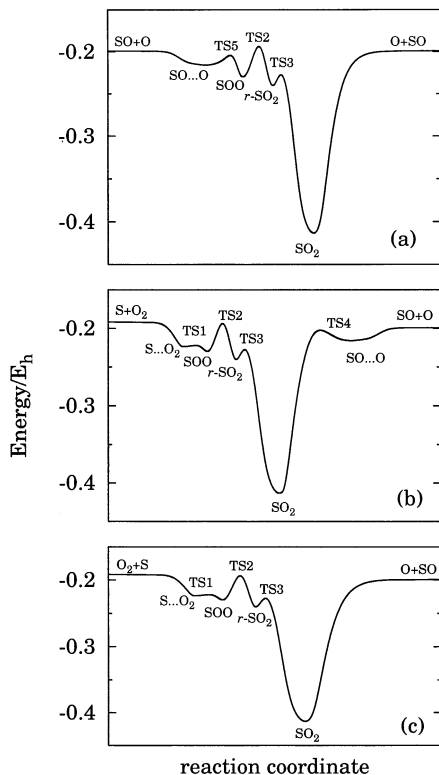 SO+O
TS5
TS2
TS3
O+SO
-0.2
SO...O
SOO
r-SO2
-0.3
-0.4
SO2
(a)
S+O2
TS1
TS2
TS3
TS4
SO+O
-0.2
S...O2
SOO
r-SO2
SO...O
-0.3
-0.4
SO2
(b)
Energy/Eh
O2+S
TS1
TS2
TS3
O+SO
-0.2
S...O2
SOO
r-SO2
-0.3
-0.4
SO2
(c)
reaction coordinate